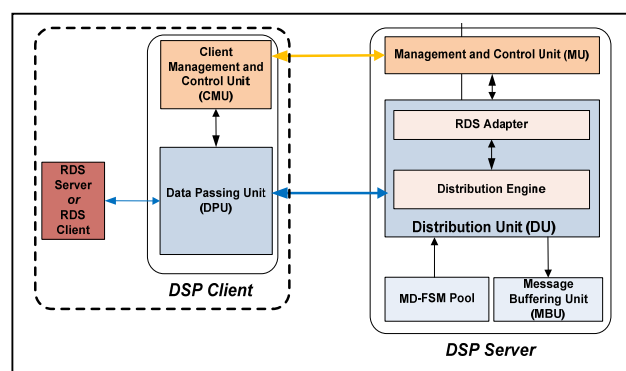 Client
Management and
Control Unit
(CMU)
Management and Control Unit (MU)
RDS Adapter
RDS
Server
or
RDS
Client
Data Passing Unit
(DPU)
Distribution Engine
Distribution Unit (DU)
DSP Client
MD-FSM Pool
Message
Buffering Unit
(MBU)
DSP Server